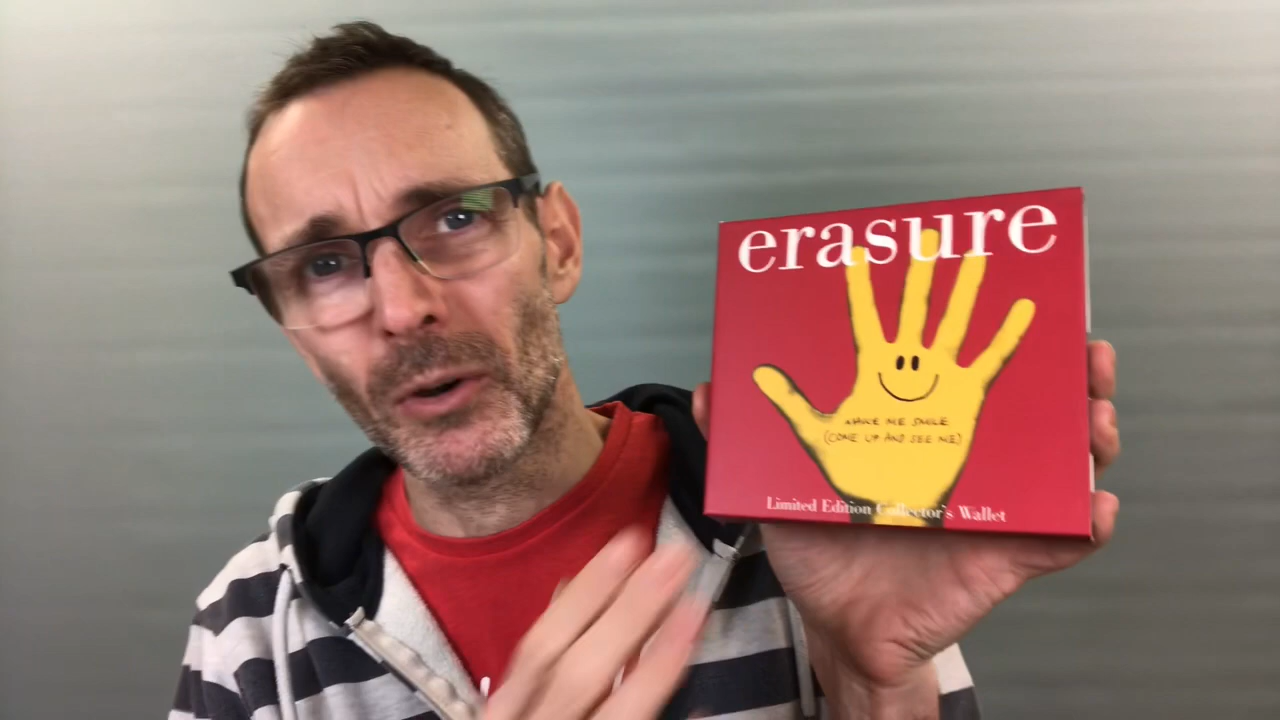 erasure
MAKE ME SMILE
(COME UP AND SEE ME)
Limited Edition Collector's Wallet